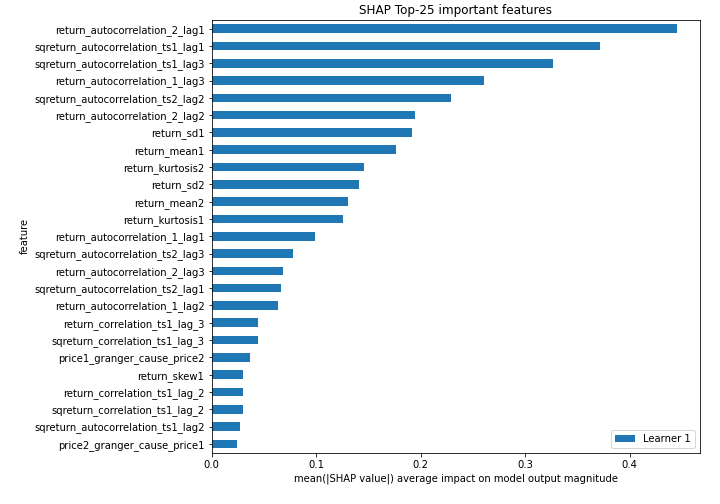 SHAP Top-25 important features
feature
return_autocorrelation_2_lag1
sqreturn_autocorrelation_ts1_lag1
sqreturn_autocorrelation_ts1_lag3
return_autocorrelation_1_lag3
sqreturn_autocorrelation_ts2_lag2
return_autocorrelation_2_lag2
return_sd1
return_mean1
return_kurtosis2
return_sd2
return_mean2
return_kurtosis1
return_autocorrelation_1_lag1
sqreturn_autocorrelation_ts2_lag3
return_autocorrelation_2_lag3
sqreturn_autocorrelation_ts2_lag1
return_autocorrelation_1_lag2
return_correlation_ts1_lag_3
sqreturn_correlation_ts1_lag_3
price1_granger_cause_price2
return_skew1
return_correlation_ts1_lag_2
sqreturn_correlation_ts1_lag_2
sqreturn_autocorrelation_ts1_lag2
price2_granger_cause_price1
Learner 1
0.0 0.1 0.2 0.3 0.4
mean(|SHAP value|) average impact on model output magnitude